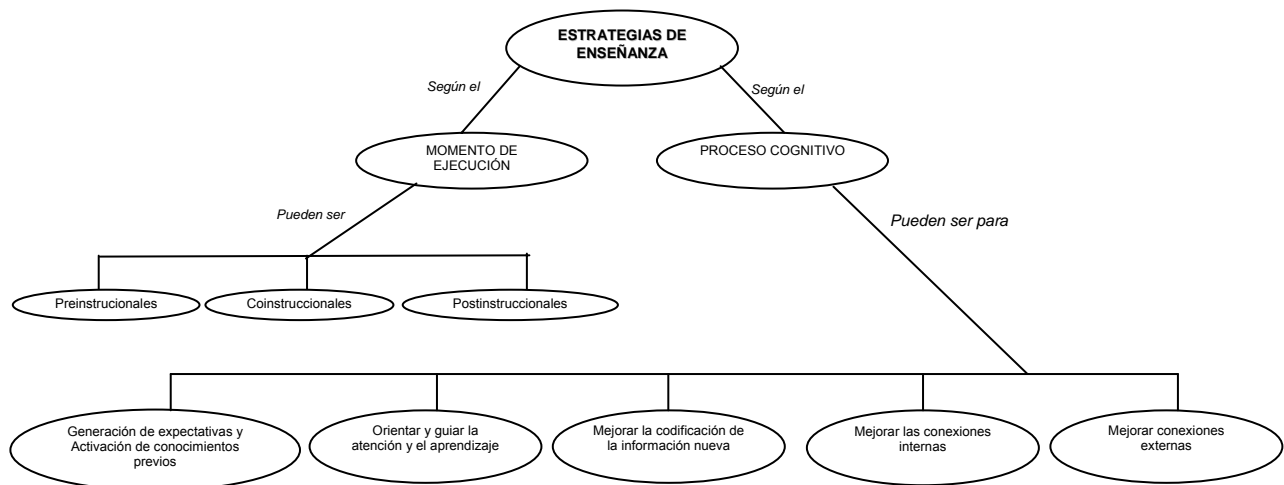 ESTRATEGIAS DE
ENSEÑANZA
Según el
Según el
MOMENTO DE
EJECUCIÓN
PROCESO COGNITIVO
Pueden ser
Pueden ser para
Preinstrucionales
Coinstruccionales
Postinstruccionales
Generación de expectativas y
Activación de conocimientos
previos
Orientar y guiar la
atención y el aprendizaje
Mejorar la codificación de
la información nueva
Mejorar las conexiones
internas
Mejorar conexiones
externas